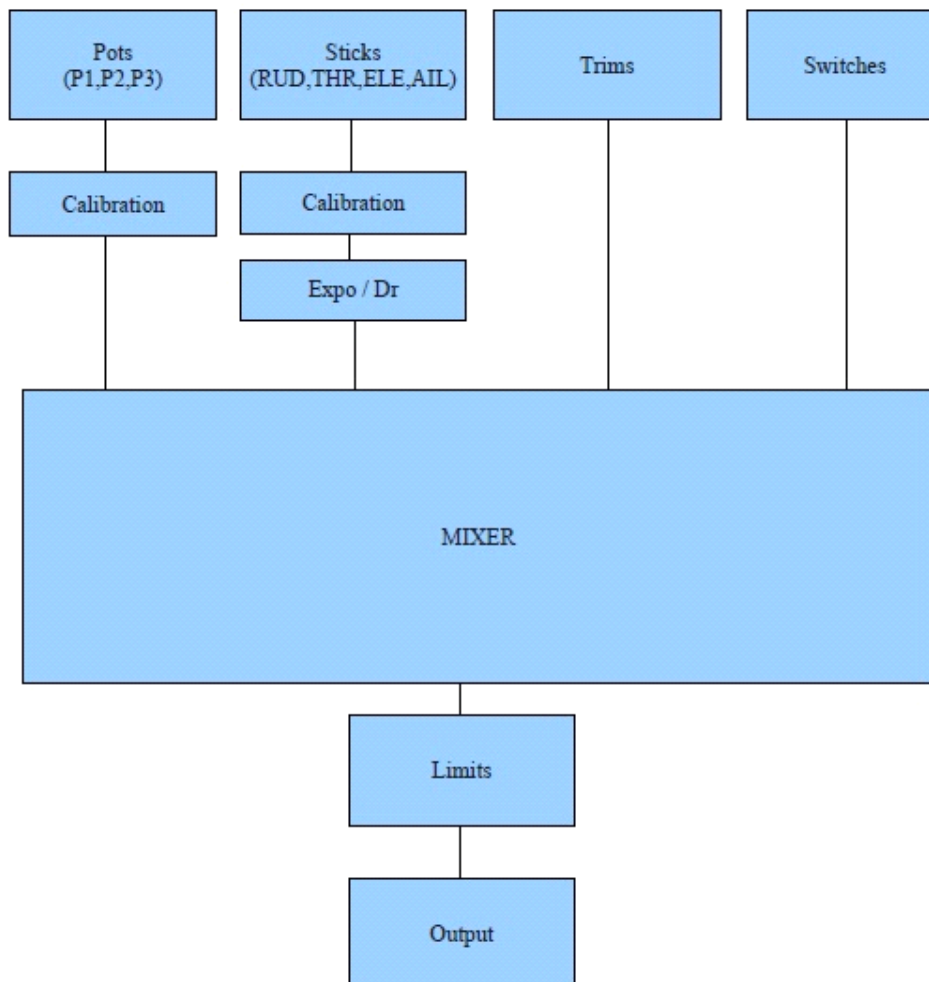 Pots
(P1,P2,P3)
Sticks
(RUD,THR,ELE,AIL)
Trims
Switches
Calibration
Calibration
Expo / Dr
MIXER
Limits
Output